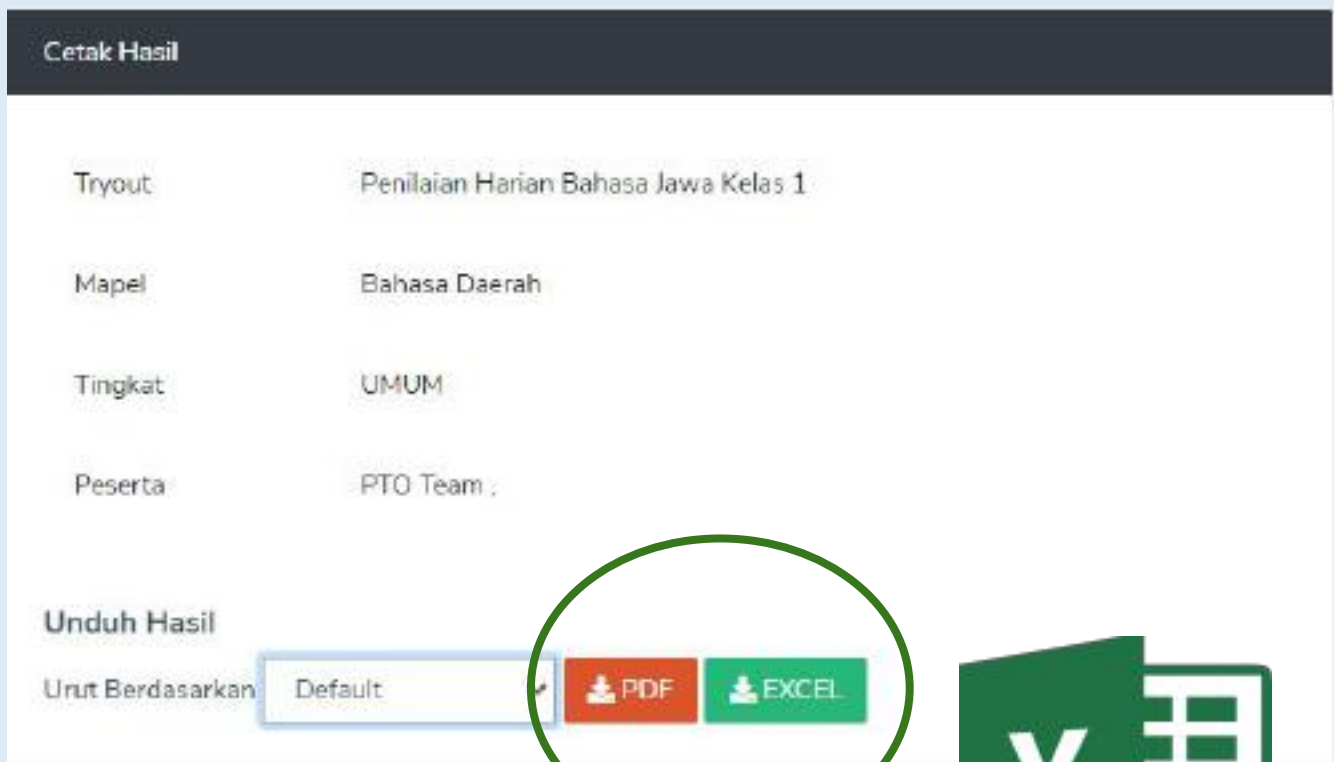 Cetak Hasil
Tryout Penilaian Harian Bahasa Jawa Kelas 1
Mapel Bahasa Daerah
Tingkat UMUM
Peserta PTO Team ,
Unduh Hasil
Urut Berdasarkan Default PDF EXCEL
X